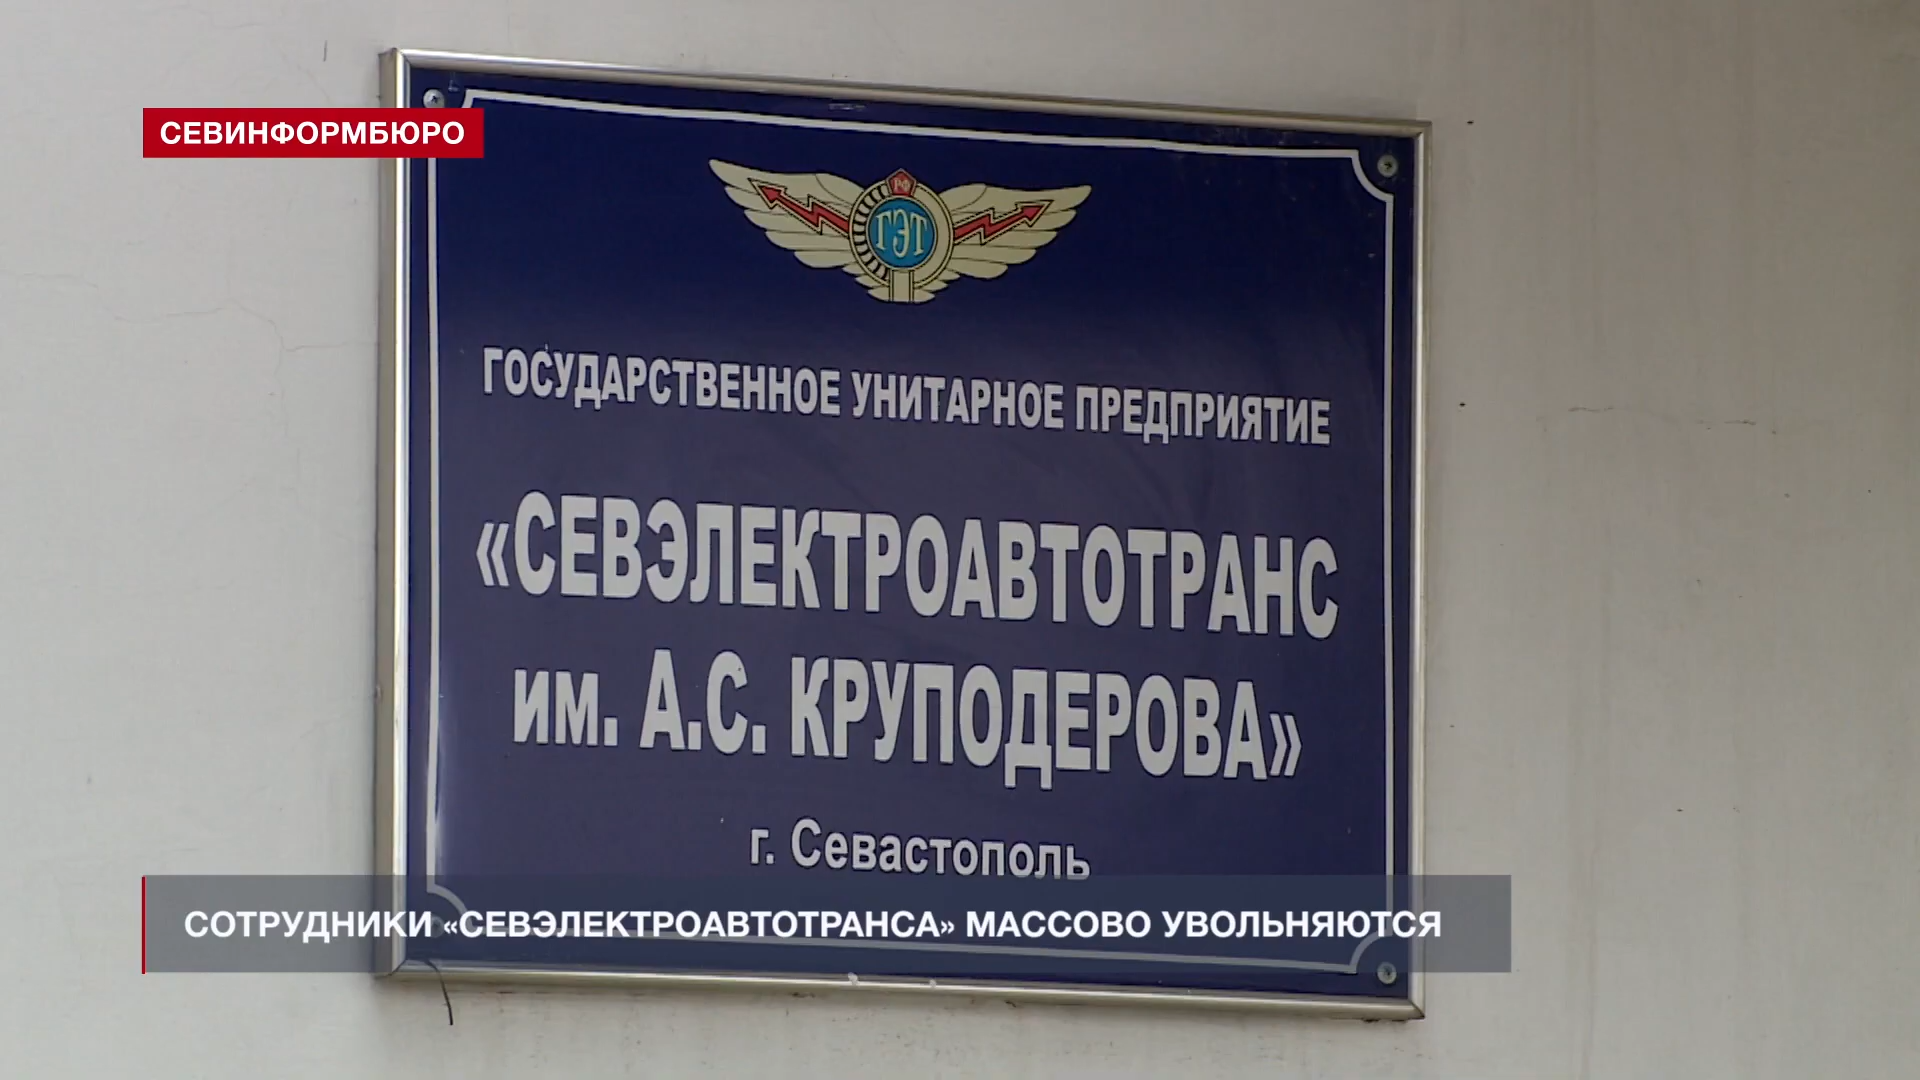 СЕВИНФОРМБЮРО
РФ
ГЭТ
ГОСУДАРСТВЕННОЕ УНИТАРНОЕ ПРЕДПРИЯТИЕ
«СЕВЭЛЕКТРОАВТОТРАНС
им. А.С. КРУПОДЕРОВА»
г. Севастополь
СОТРУДНИКИ «СЕВЭЛЕКТРОАВТОТРАНСА» МАССОВО УВОЛЬНЯЮТСЯ